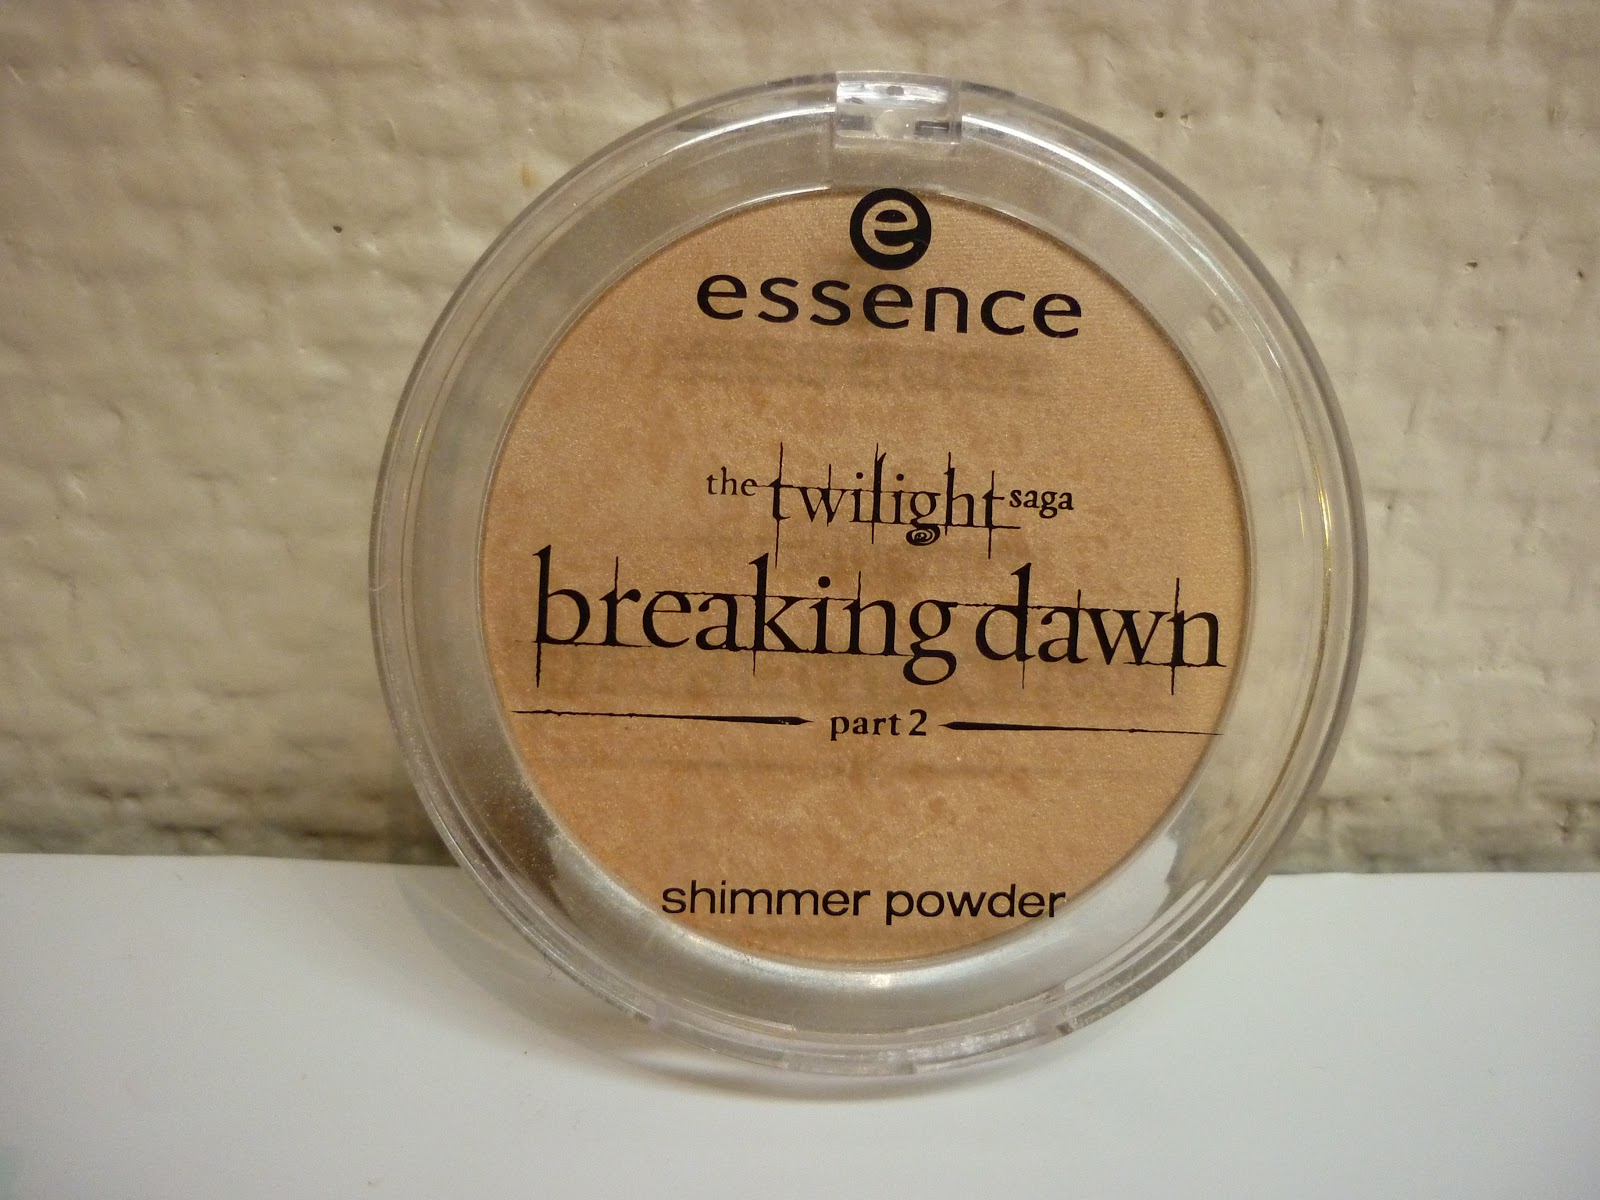 e
essence
the twilight saga
breaking dawn
part 2
shimmer powder